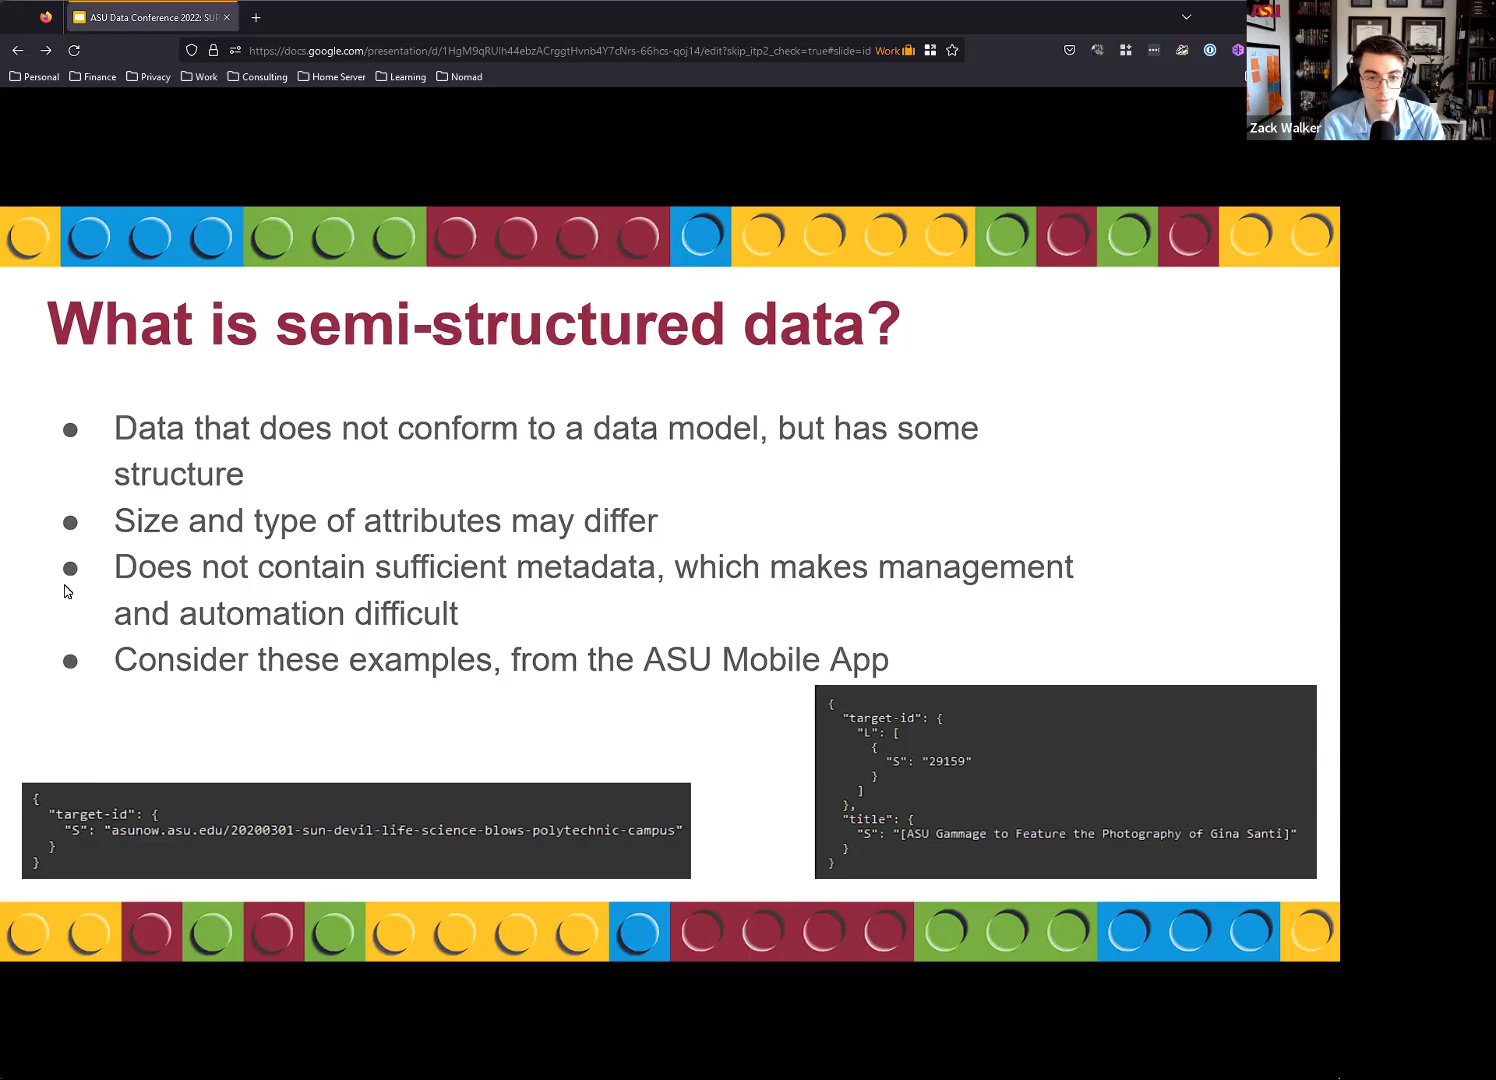 ASU Data Conference 2022: SUP
https://docs.google.com/presentation/d/1HgM9qRUIh44ebzACrggtHvnb4Y7cNrs-66hcs-qoj14/edit?skip_itp2_check=true#slide=id
Work
Personal
Finance
Privacy
Work
Consulting
Home Server
Learning
Nomad
ASU
Zack Walker
What is semi-structured data?
● Data that does not conform to a data model, but has some
structure
● Size and type of attributes may differ
● Does not contain sufficient metadata, which makes management
and automation difficult
● Consider these examples, from the ASU Mobile App
{
"target-id": {
"S": "asunow.asu.edu/20200301-sun-devil-life-science-blows-polytechnic-campus"
}
}
{
"target-id": {
"L": [
{
"S": "29159"
}
]
},
"title": {
"S": "[ASU Gammage to Feature the Photography of Gina Santi]"
}
}